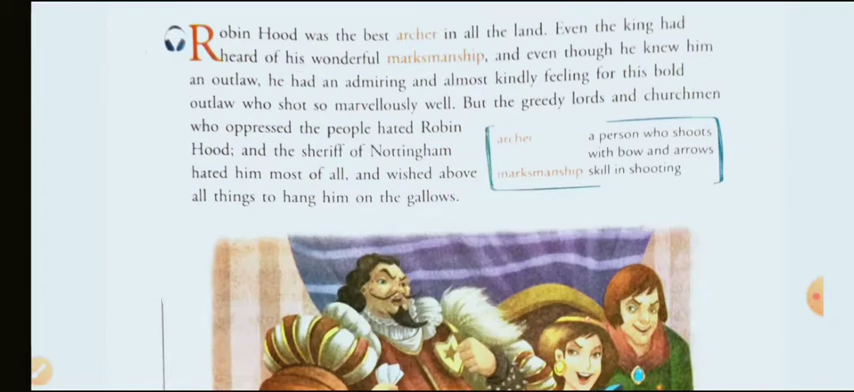 Robin Hood was the best archer in all the land. Even the king had
heard of his wonderful marksmanship, and even though he knew him
an outlaw, he had an admiring and almost kindly feeling for this bold
outlaw who shot so marvellously well. But the greedy lords and churchmen
who oppressed the people hated Robin
Hood; and the sheriff of Nottingham
hated him most of all, and wished above
all things to hang him on the gallows.
archer a person who shoots
with bow and arrows
marksmanship skill in shooting